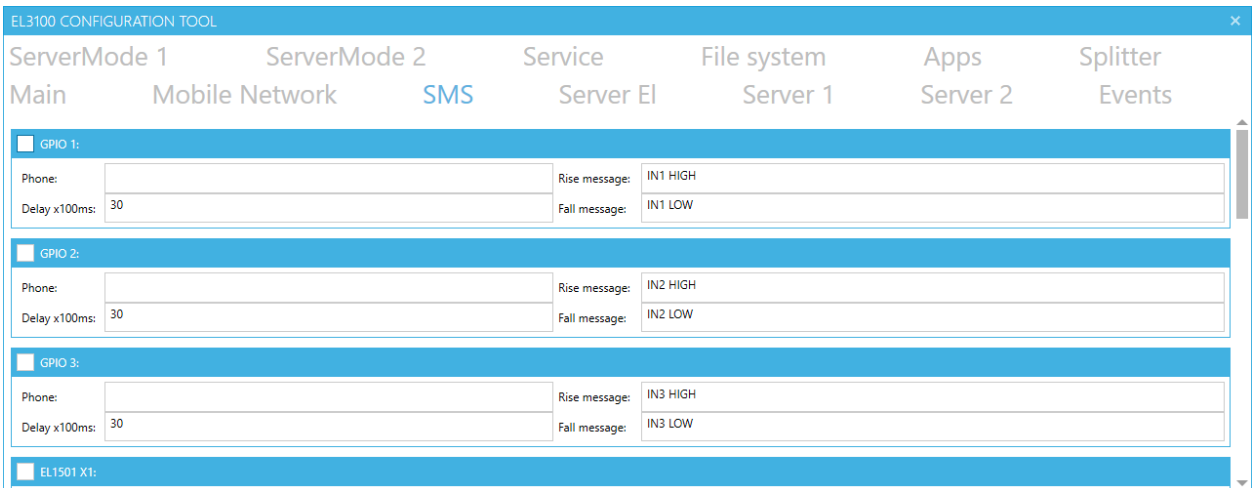 EL3100 CONFIGURATION TOOL
ServerMode 1 ServerMode 2 Service File system Apps Splitter
Main Mobile Network SMS Server El Server 1 Server 2 Events
GPIO 1:
Phone: Rise message: IN1 HIGH
Delay x100ms: 30 Fall message: IN1 LOW
GPIO 2:
Phone: Rise message: IN2 HIGH
Delay x100ms: 30 Fall message: IN2 LOW
GPIO 3:
Phone: Rise message: IN3 HIGH
Delay x100ms: 30 Fall message: IN3 LOW
EL1501 X1: